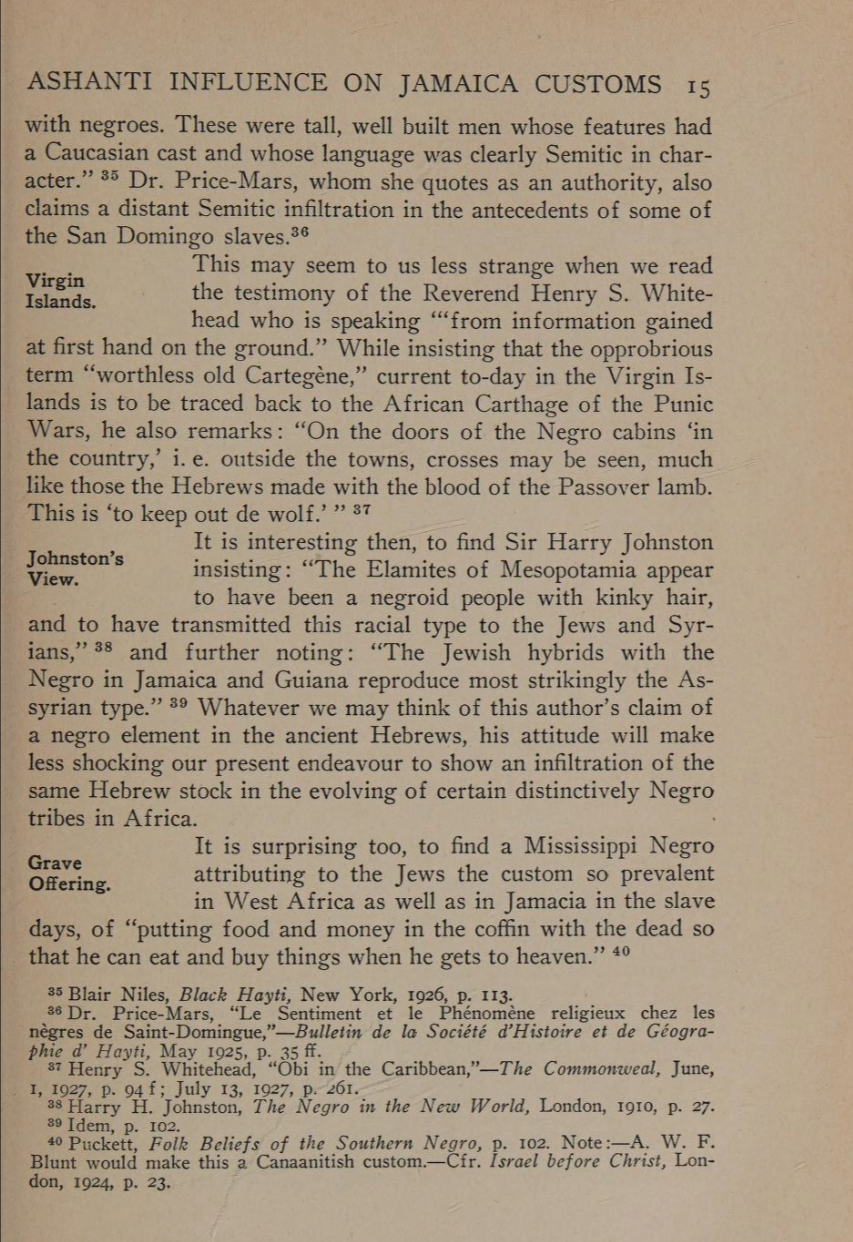 ASHANTI INFLUENCE ON JAMAICA CUSTOMS 15
with negroes. These were tall, well built men whose features had
a Caucasian cast and whose language was clearly Semitic in char-
acter.” ³⁵ Dr. Price-Mars, whom she quotes as an authority, also
claims a distant Semitic infiltration in the antecedents of some of
the San Domingo slaves.³⁶
Virgin
Islands.
This may seem to us less strange when we read
the testimony of the Reverend Henry S. White-
head who is speaking “‘from information gained
at first hand on the ground.” While insisting that the opprobrious
term “worthless old Cartegène,” current to-day in the Virgin Is-
lands is to be traced back to the African Carthage of the Punic
Wars, he also remarks: “On the doors of the Negro cabins ‘in
the country,’ i. e. outside the towns, crosses may be seen, much
like those the Hebrews made with the blood of the Passover lamb.
This is ‘to keep out de wolf.’ ” ³⁷
Johnston’s
View.
It is interesting then, to find Sir Harry Johnston
insisting: “The Elamites of Mesopotamia appear
to have been a negroid people with kinky hair,
and to have transmitted this racial type to the Jews and Syr-
ians,” ³⁸ and further noting: “The Jewish hybrids with the
Negro in Jamaica and Guiana reproduce most strikingly the As-
syrian type.” ³⁹ Whatever we may think of this author’s claim of
a negro element in the ancient Hebrews, his attitude will make
less shocking our present endeavour to show an infiltration of the
same Hebrew stock in the evolving of certain distinctively Negro
tribes in Africa.
Grave
Offering.
It is surprising too, to find a Mississippi Negro
attributing to the Jews the custom so prevalent
in West Africa as well as in Jamacia in the slave
days, of “putting food and money in the coffin with the dead so
that he can eat and buy things when he gets to heaven.” ⁴⁰
³⁵ Blair Niles, Black Hayti, New York, 1926, p. 113.
³⁶ Dr. Price-Mars, “Le Sentiment et le Phénomène religieux chez les
nègres de Saint-Domingue,”—Bulletin de la Société d’Histoire et de Géogra-
phie d’ Hayti, May 1925, p. 35 ff.
³⁷ Henry S. Whitehead, “Obi in the Caribbean,”—The Commonweal, June,
1, 1927, p. 94 f; July 13, 1927, p. 261.
³⁸ Harry H. Johnston, The Negro in the New World, London, 1910, p. 27.
³⁹ Idem, p. 102.
⁴⁰ Puckett, Folk Beliefs of the Southern Negro, p. 102. Note:—A. W. F.
Blunt would make this a Canaanitish custom.—Cfr. Israel before Christ, Lon-
don, 1924, p. 23.